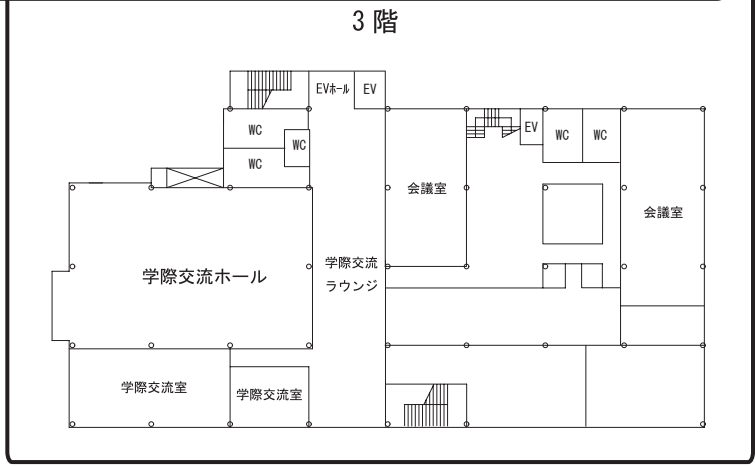 3 階
EVﾎｰﾙ
EV
WC
WC
WC
EV
WC
WC
会議室
会議室
学際交流ホール
学際交流
ラウンジ
学際交流室
学際交流室